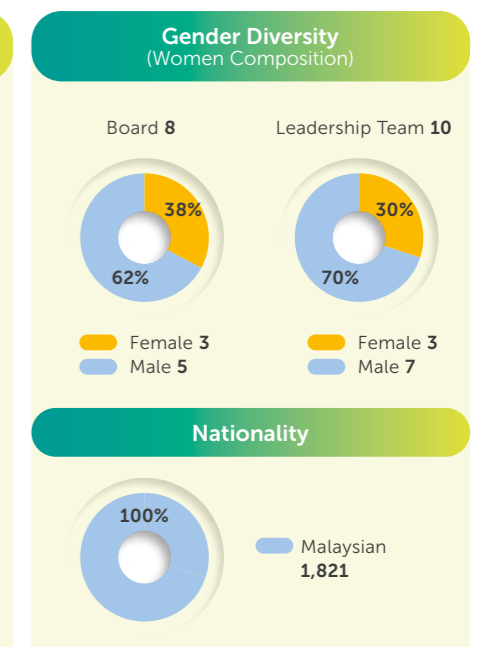 Gender Diversity
(Women Composition)
Board 8
38%
62%
Female 3
Male 5
Leadership Team 10
30%
70%
Female 3
Male 7
Nationality
100%
Malaysian
1,821